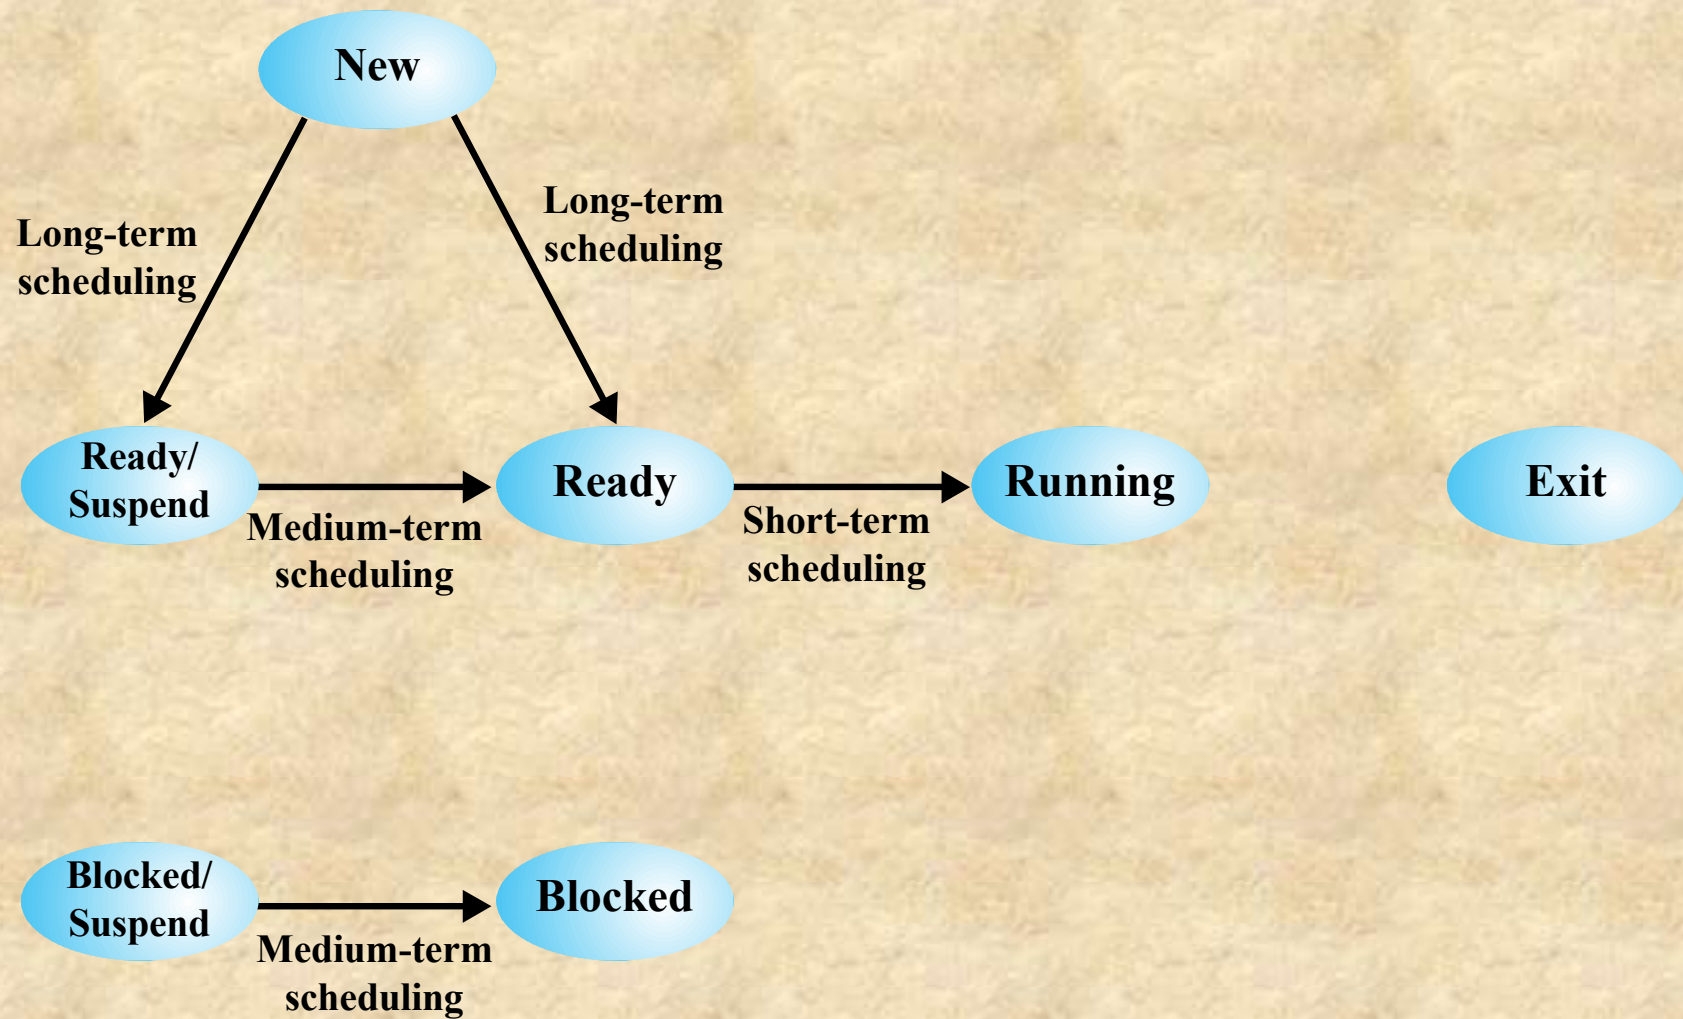 New
Long-term
scheduling
Long-term
scheduling
Ready/
Suspend
Ready
Running
Exit
Medium-term
scheduling
Short-term
scheduling
Blocked/
Suspend
Blocked
Medium-term
scheduling